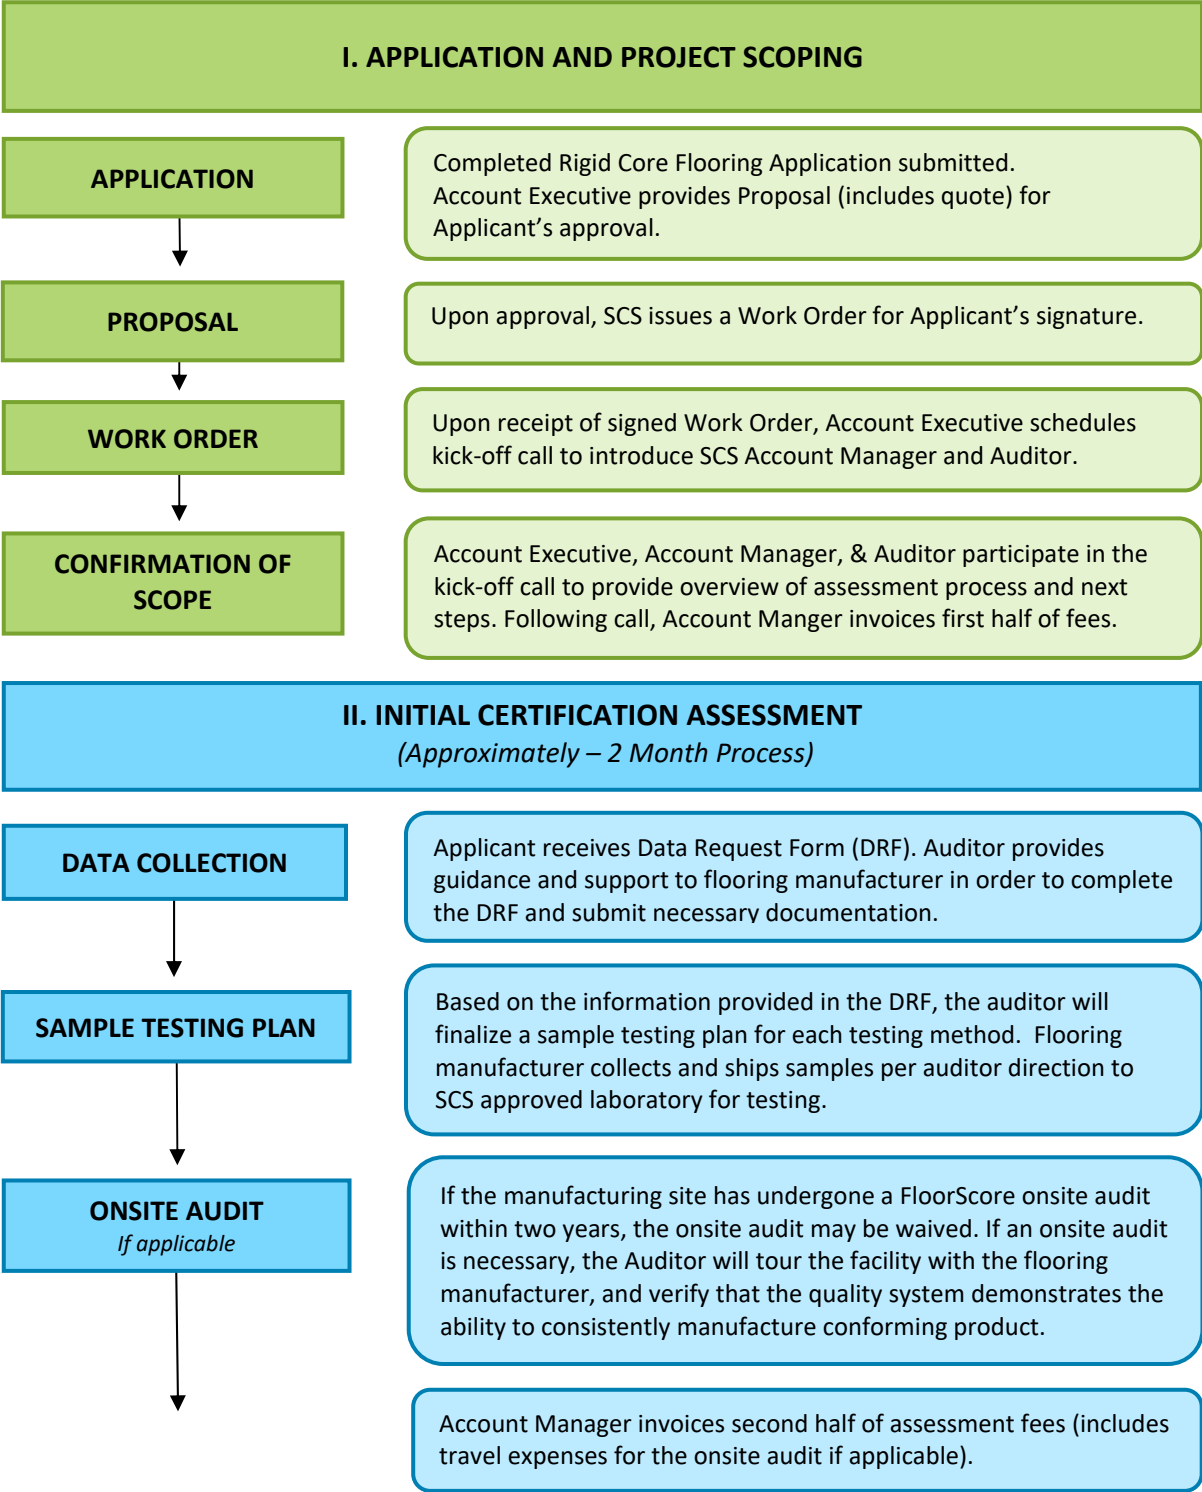 I. APPLICATION AND PROJECT SCOPING
APPLICATION
Completed Rigid Core Flooring Application submitted.
Account Executive provides Proposal (includes quote) for
Applicant’s approval.
PROPOSAL
Upon approval, SCS issues a Work Order for Applicant’s signature.
WORK ORDER
Upon receipt of signed Work Order, Account Executive schedules
kick-off call to introduce SCS Account Manager and Auditor.
CONFIRMATION OF
SCOPE
Account Executive, Account Manager, & Auditor participate in the
kick-off call to provide overview of assessment process and next
steps. Following call, Account Manger invoices first half of fees.
II. INITIAL CERTIFICATION ASSESSMENT
(Approximately – 2 Month Process)
DATA COLLECTION
Applicant receives Data Request Form (DRF). Auditor provides
guidance and support to flooring manufacturer in order to complete
the DRF and submit necessary documentation.
SAMPLE TESTING PLAN
Based on the information provided in the DRF, the auditor will
finalize a sample testing plan for each testing method.  Flooring
manufacturer collects and ships samples per auditor direction to
SCS approved laboratory for testing.
ONSITE AUDIT
If applicable
If the manufacturing site has undergone a FloorScore onsite audit
within two years, the onsite audit may be waived. If an onsite audit
is necessary, the Auditor will tour the facility with the flooring
manufacturer, and verify that the quality system demonstrates the
ability to consistently manufacture conforming product.
Account Manager invoices second half of assessment fees (includes
travel expenses for the onsite audit if applicable).